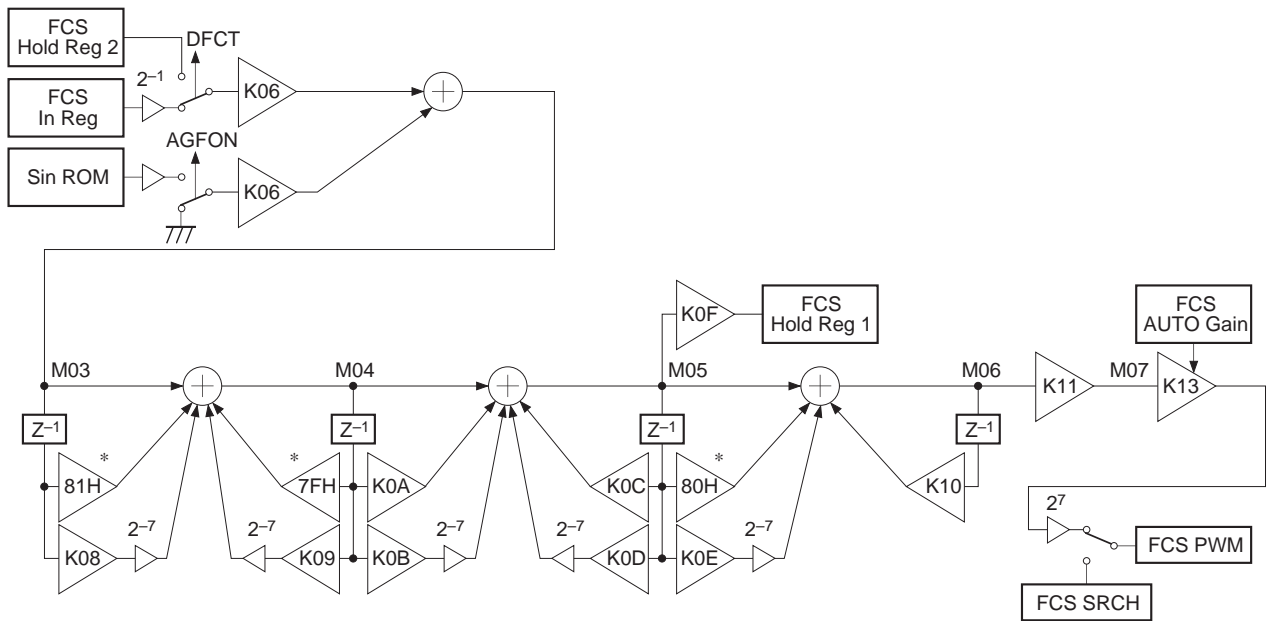 FCS
Hold Reg 2
DFCT
2–1
K06
FCS
In Reg
AGFON
Sin ROM
K06
K0F
FCS
Hold Reg 1
FCS
AUTO Gain
M03
M04
M05
M06
K11
M07
K13
Z–1
Z–1
Z–1
Z–1
81H
*
*
7FH
K0A
K0C
80H
*
K10
K08
2–7
2–7
K09
K0B
2–7
2–7
K0D
K0E
2–7
27
FCS PWM
FCS SRCH